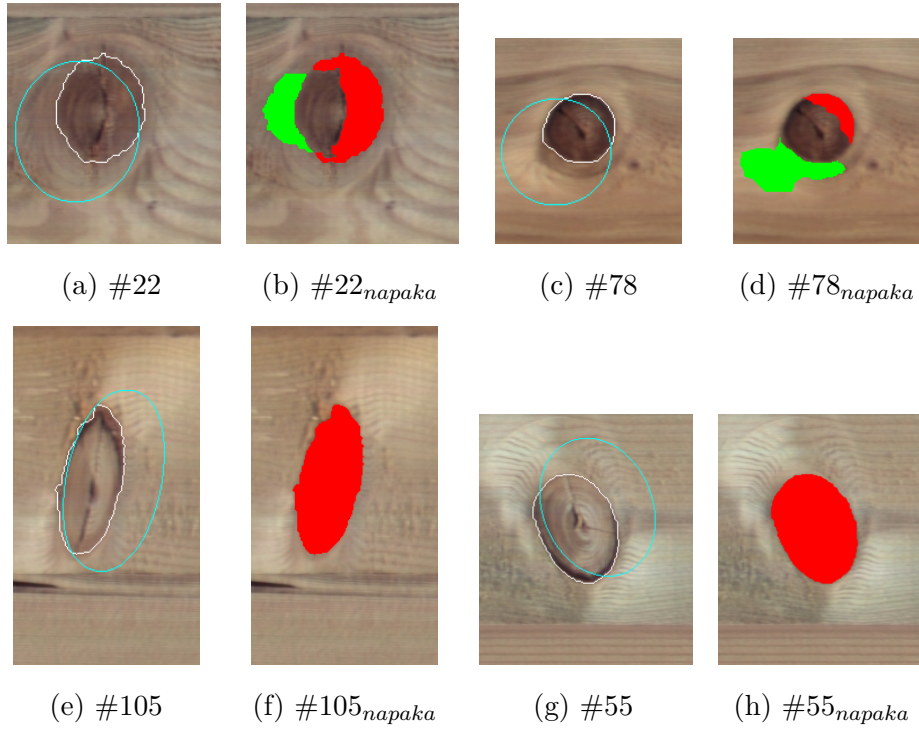 (a) #22 (b) #22napaka (c) #78 (d) #78napaka
(e) #105 (f) #105napaka (g) #55 (h) #55napaka